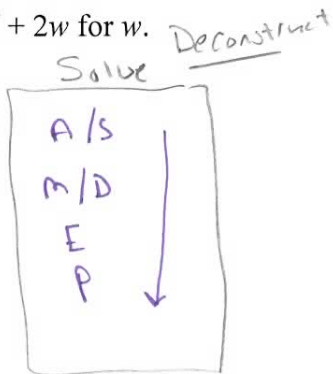 + 2w for w. Deconstruct
Solve
A/S
M/D
E
P